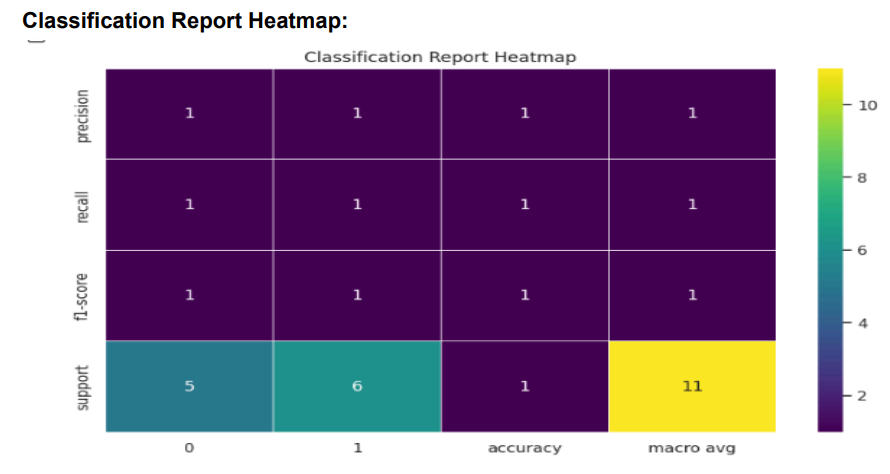 Classification Report Heatmap:
Classification Report Heatmap
precision 1 1 1 1
recall 1 1 1 1
f1-score 1 1 1 1
support 5 6 1 11
0 1 accuracy macro avg
10
8
6
4
2